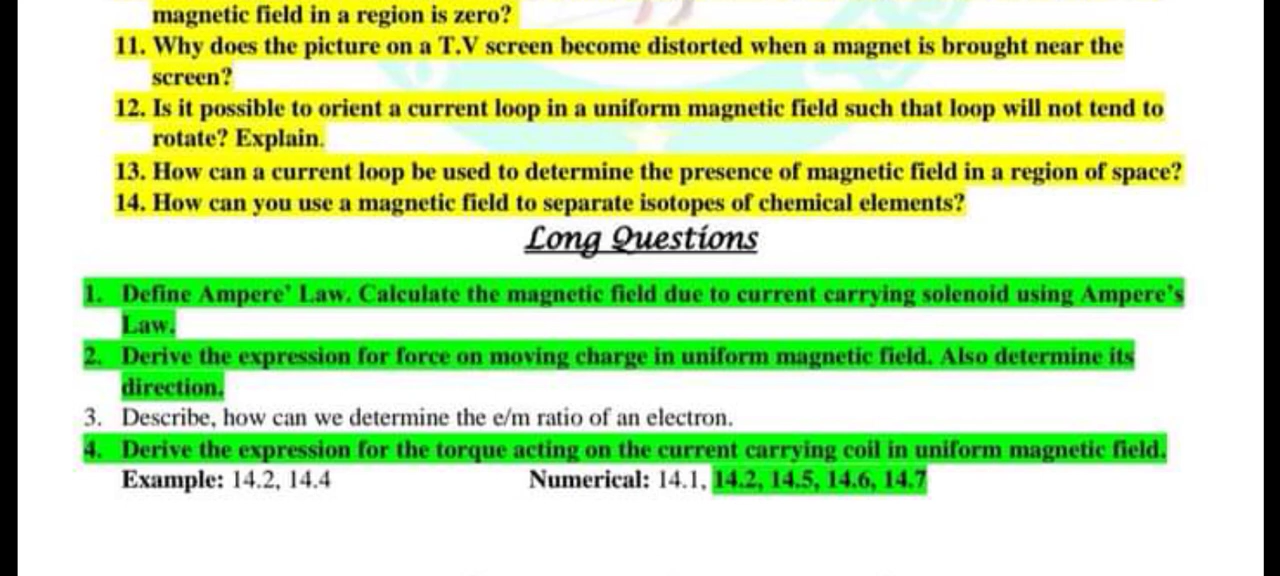 magnetic field in a region is zero?
11. Why does the picture on a T.V screen become distorted when a magnet is brought near the
screen?
12. Is it possible to orient a current loop in a uniform magnetic field such that loop will not tend to
rotate? Explain.
13. How can a current loop be used to determine the presence of magnetic field in a region of space?
14. How can you use a magnetic field to separate isotopes of chemical elements?
Long Questions
1. Define Ampere' Law. Calculate the magnetic field due to current carrying solenoid using Ampere's
Law.
2. Derive the expression for force on moving charge in uniform magnetic field. Also determine its
direction.
3. Describe, how can we determine the e/m ratio of an electron.
4. Derive the expression for the torque acting on the current carrying coil in uniform magnetic field.
Example: 14.2, 14.4 Numerical: 14.1, 14.2, 14.5, 14.6, 14.7